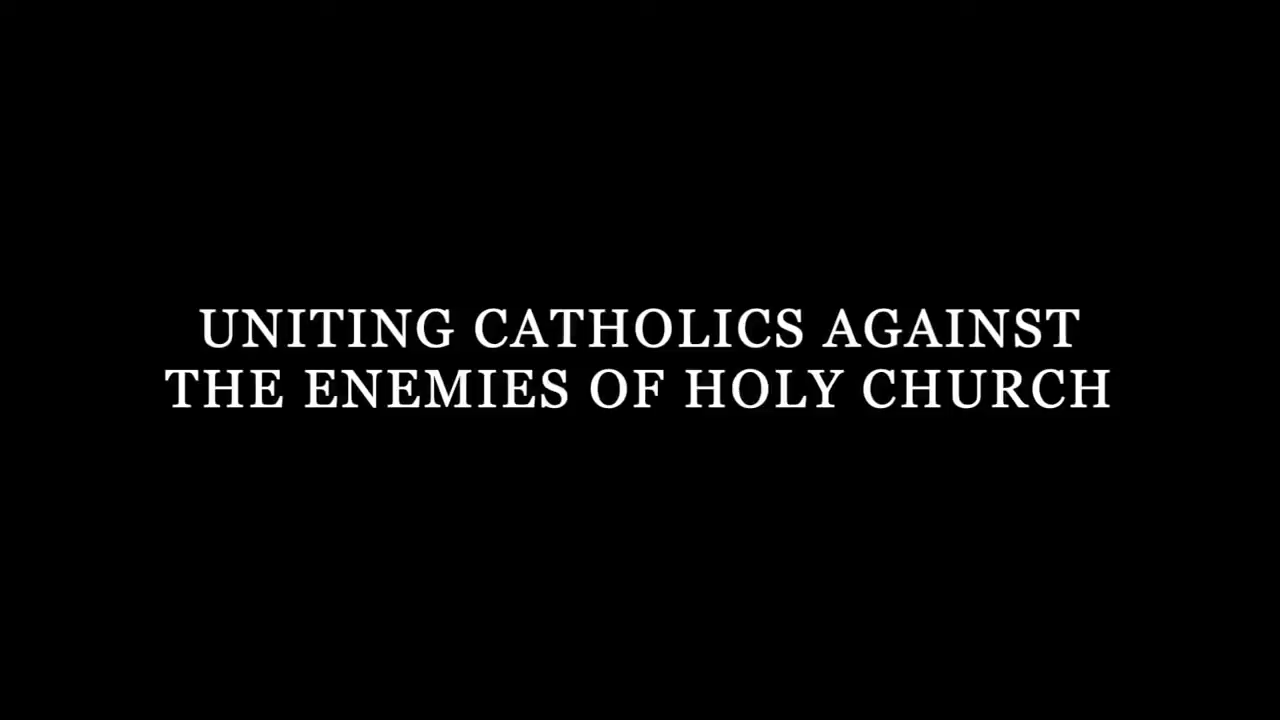 UNITING CATHOLICS AGAINST
THE ENEMIES OF HOLY CHURCH